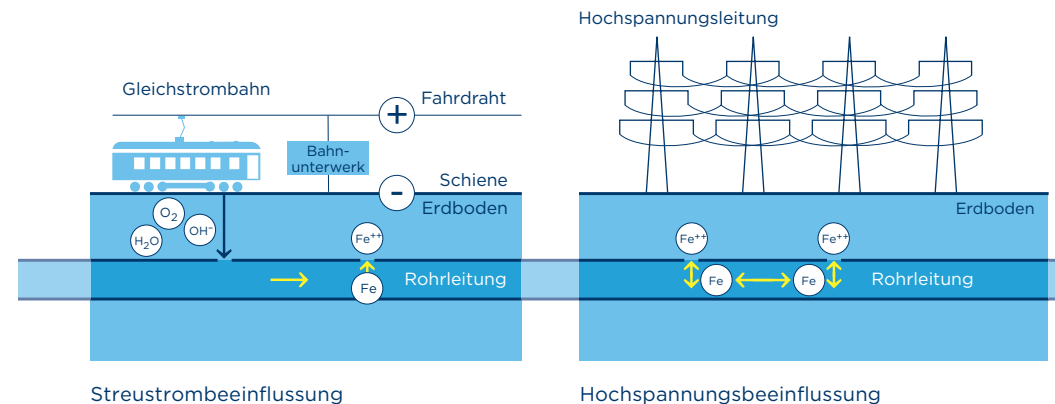 Hochspannungsleitung
Gleichstrombahn
Fahrdraht
+
Bahn-
unterwerk
Schiene
-
Erdboden
O₂
H₂O
OH⁻
Fe⁺⁺
Fe
Rohrleitung
Streustrombeeinflussung
Erdboden
Fe⁺⁺
Fe⁺⁺
Fe
Fe
Rohrleitung
Hochspannungsbeeinflussung